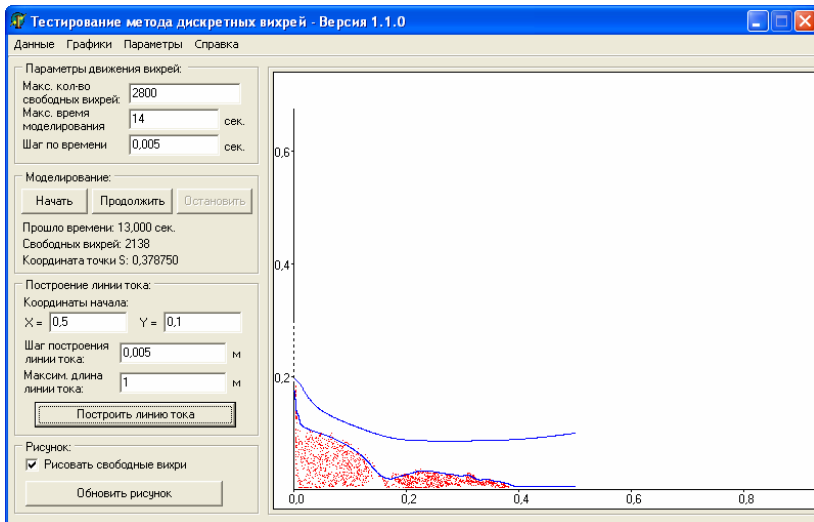 Тестирование метода дискретных вихрей - Версия 1.1.0
Данные Графики Параметры Справка
Параметры движения вихрей:
Макс. кол-во
свободных вихрей:
2800
Макс. время
моделирования
14
сек.
Шаг по времени
0,005
сек.
Моделирование:
Начать
Продолжить
Остановить
Прошло времени: 13,000 сек.
Свободных вихрей: 2138
Координата точки S: 0,378750
Построение линии тока:
Координаты начала:
X = 0,5
Y = 0,1
Шаг построения
линии тока:
0,005
м
Максим. длина
линии тока:
1
м
Построить линию тока
Рисунок:
Рисовать свободные вихри
Обновить рисунок
0,6
0,4
0,2
0,0
0,2
0,4
0,6
0,8